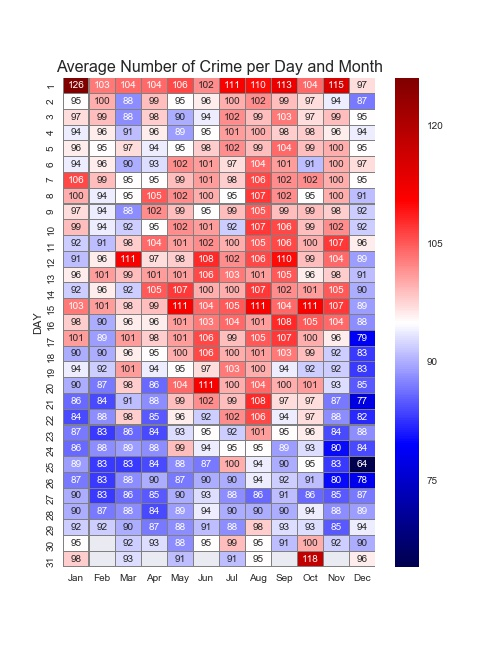 Average Number of Crime per Day and Month
1 126 103 104 104 106 102 111 110 113 104 115 97
2 95 100 88 99 95 96 100 102 99 97 94 87
3 97 99 88 98 90 94 102 99 103 97 99 95
4 94 96 91 96 89 95 101 100 98 98 96 94
5 96 95 97 94 95 98 102 99 104 99 100 95
6 94 96 90 93 102 101 97 104 101 91 100 97
7 106 99 95 95 99 101 98 106 102 102 100 95
8 100 94 95 105 102 100 95 107 102 95 100 91
9 97 94 88 102 99 95 99 105 99 99 98 92
10 99 94 92 95 99 102 92 107 106 99 102 92
11 92 91 98 104 101 102 100 105 106 100 107 96
12 91 96 111 97 98 108 102 106 110 99 104 89
13 96 101 99 101 101 106 103 101 105 96 98 91
14 92 96 92 105 107 100 100 107 102 101 105 90
15 103 101 98 99 111 104 105 111 104 111 107 89
16 98 90 96 96 101 103 104 101 108 105 104 88
17 101 89 101 98 101 106 99 105 107 100 96 79
18 90 90 96 95 100 106 100 101 103 99 92 83
19 94 92 101 94 95 97 103 100 94 92 92 83
20 90 87 98 86 104 111 100 100 100 101 93 85
21 86 84 91 88 99 102 99 108 97 97 87 77
22 84 88 98 85 96 92 102 106 94 97 88 82
23 87 83 86 84 93 95 92 101 95 96 84 88
24 86 88 89 88 99 94 95 95 89 93 80 84
25 89 83 83 84 88 87 100 94 90 95 83 64
26 87 83 88 90 87 90 90 94 92 91 80 78
27 90 83 86 85 90 93 88 86 91 86 85 87
28 90 87 88 84 89 94 90 90 90 94 88 89
29 92 92 90 87 88 91 88 98 93 93 85 94
30 95 92 93 88 95 99 95 91 100 92 90
31 98 93 91 91 95 118 96
Jan Feb Mar Apr May Jun Jul Aug Sep Oct Nov Dec
DAY
120
105
90
75